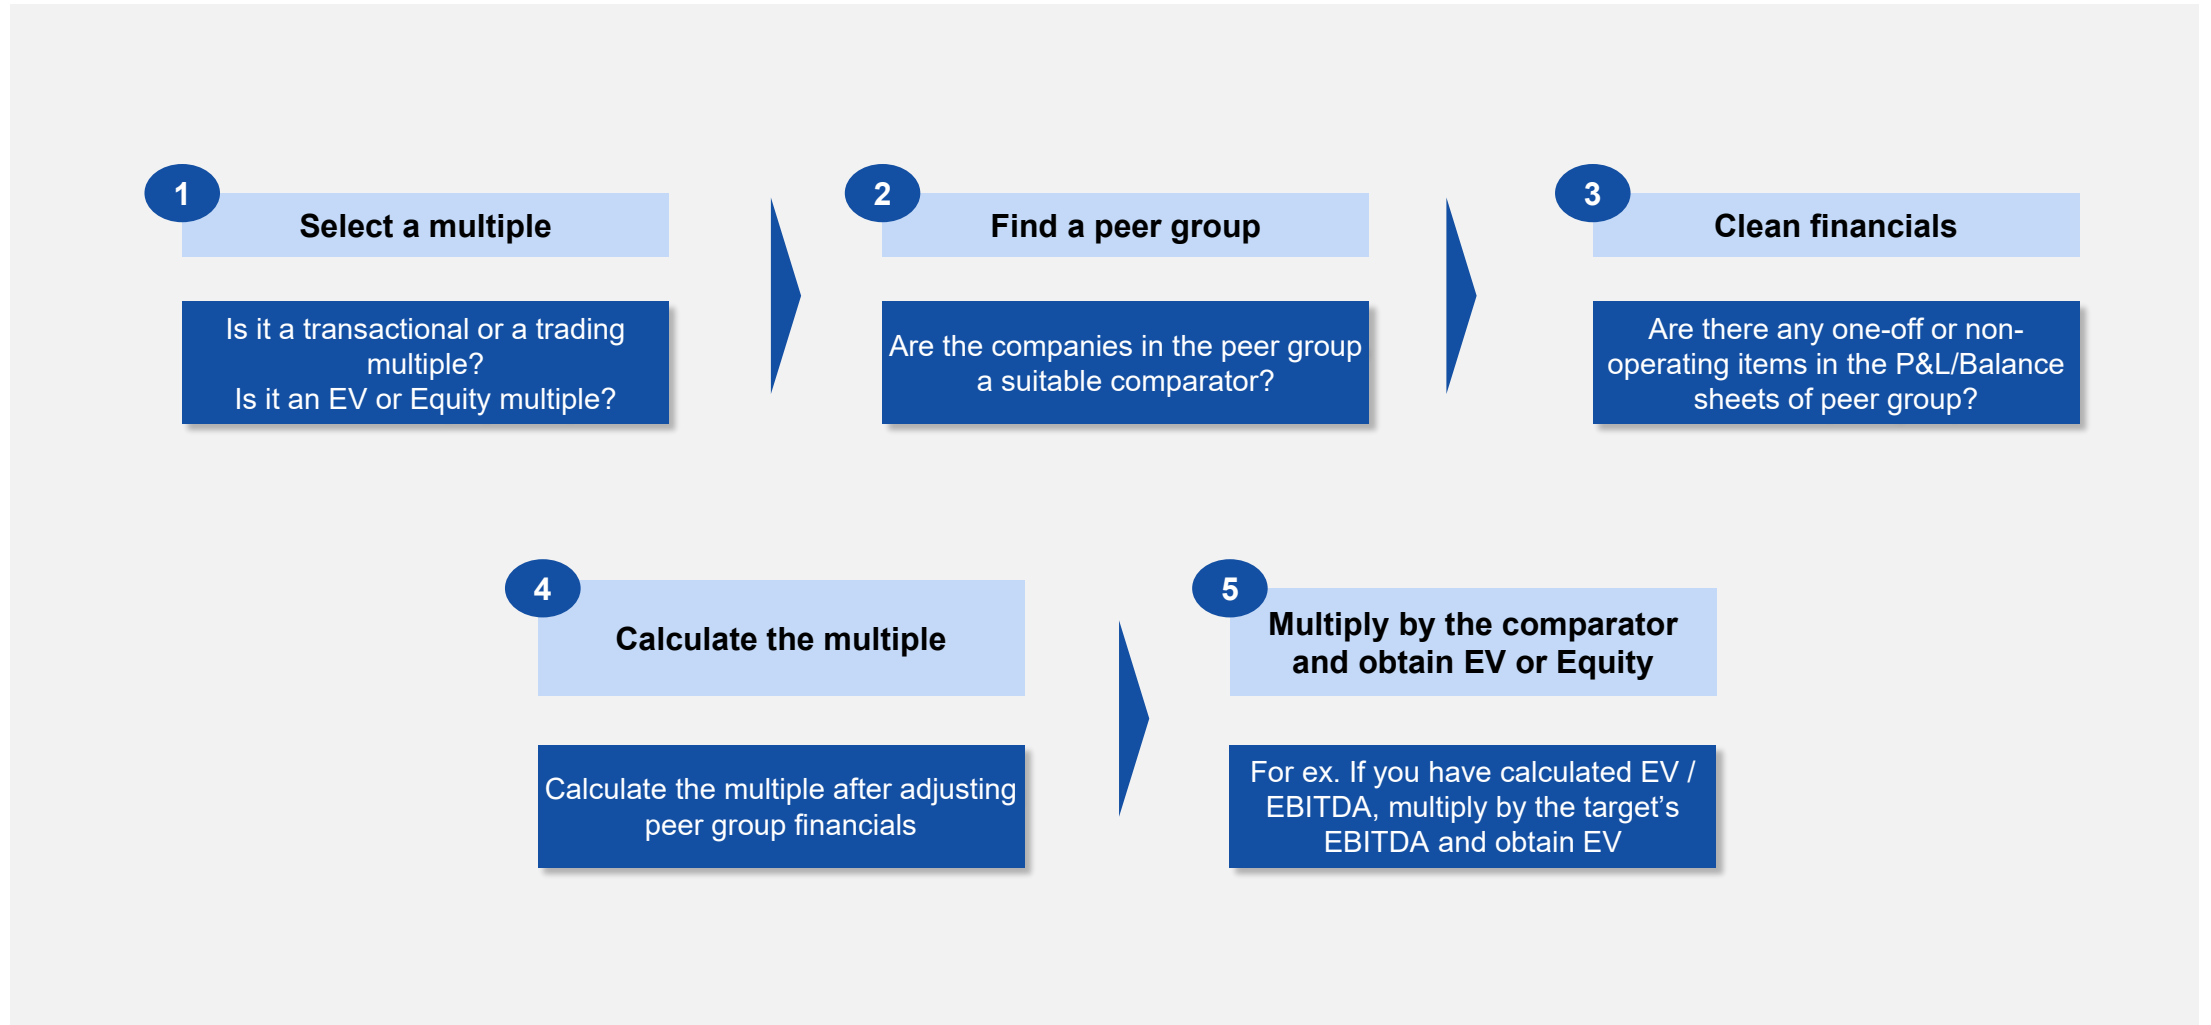 1
Select a multiple
Is it a transactional or a trading
multiple?
Is it an EV or Equity multiple?
2
Find a peer group
Are the companies in the peer group
a suitable comparator?
3
Clean financials
Are there any one-off or non-
operating items in the P&L/Balance
sheets of peer group?
4
Calculate the multiple
Calculate the multiple after adjusting
peer group financials
5
Multiply by the comparator
and obtain EV or Equity
For ex. If you have calculated EV /
EBITDA, multiply by the target’s
EBITDA and obtain EV